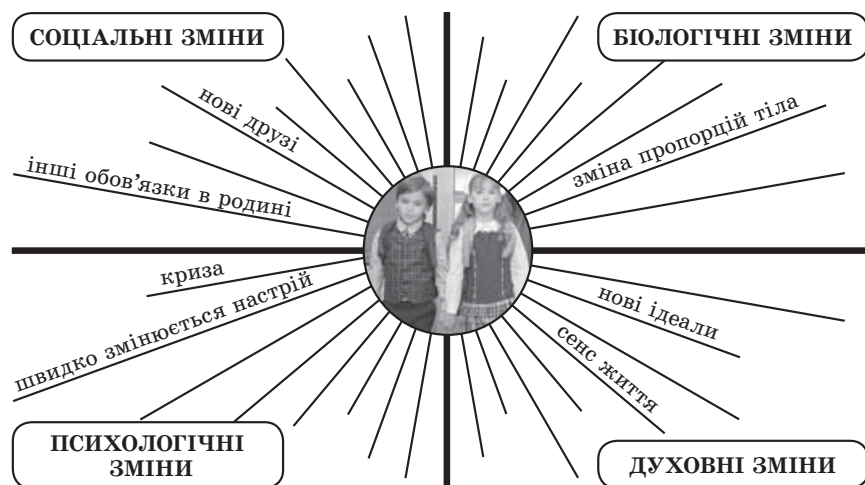 СОЦІАЛЬНІ ЗМІНИ
нові друзі
інші обов’язки в родині
БІОЛОГІЧНІ ЗМІНИ
зміна пропорцій тіла
криза
швидко змінюється настрій
ПСИХОЛОГІЧНІ
ЗМІНИ
нові ідеали
сенс життя
ДУХОВНІ ЗМІНИ